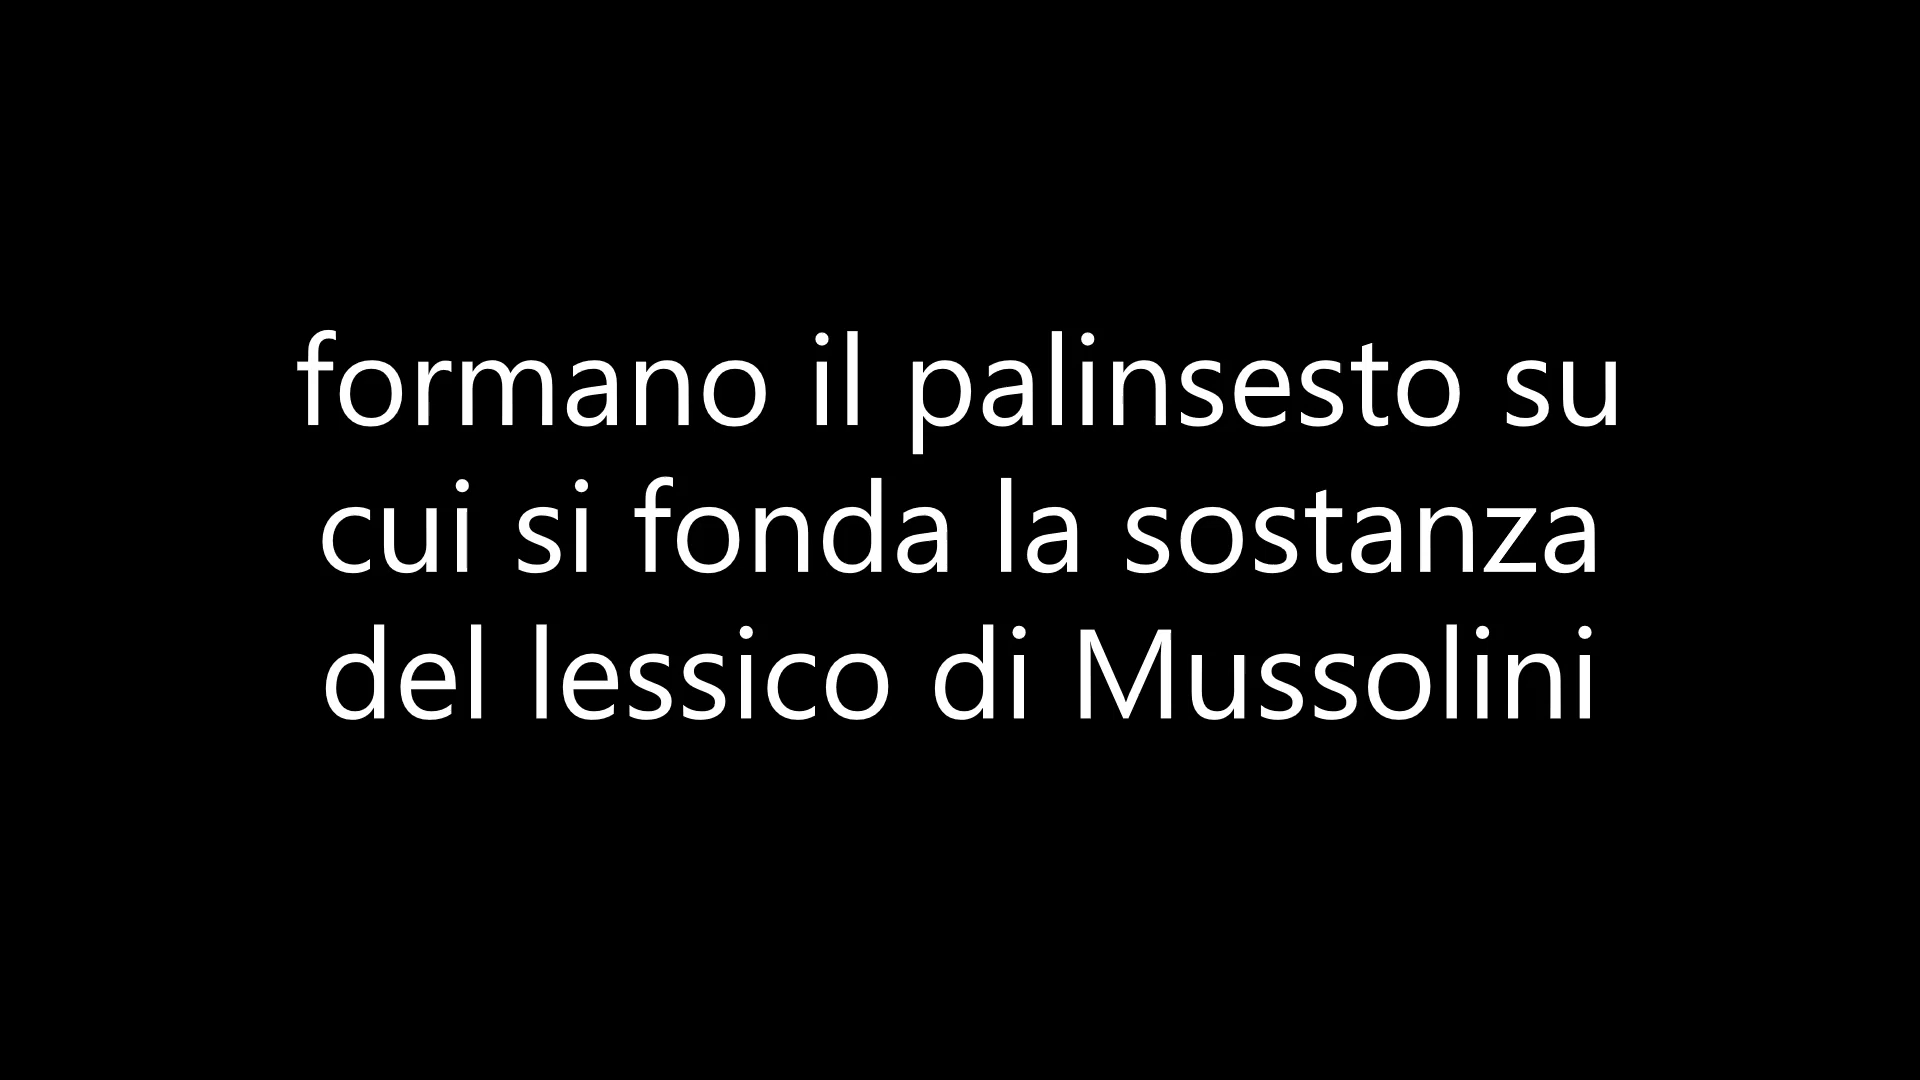 formano il palinsesto su
cui si fonda la sostanza
del lessico di Mussolini